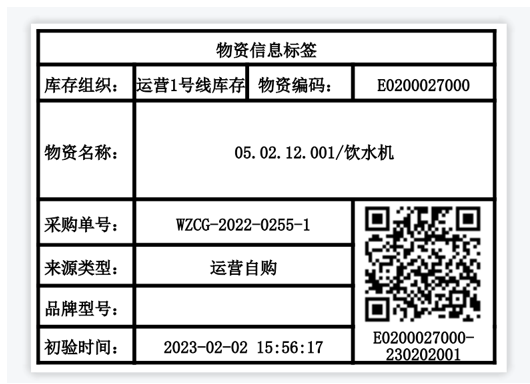 物资信息标签
库存组织： 运营1号线库存 物资编码： E0200027000
物资名称： 05.02.12.001/饮水机
采购单号： WZCG-2022-0255-1
来源类型： 运营自购
品牌型号：
初验时间： 2023-02-02 15:56:17
E0200027000-
230202001